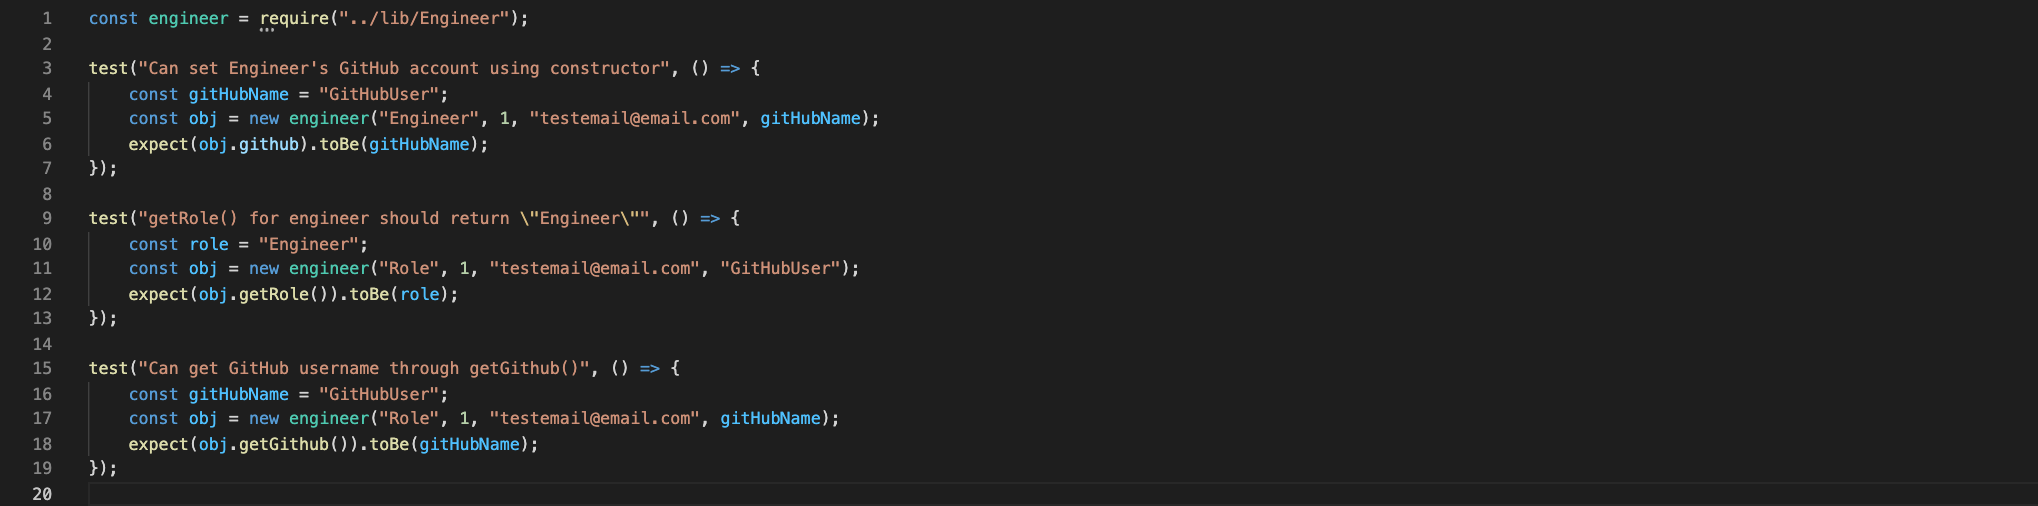 1 const engineer = require("../lib/Engineer");
2
3 test("Can set Engineer's GitHub account using constructor", () => {
4     const gitHubName = "GitHubUser";
5     const obj = new engineer("Engineer", 1, "testemail@email.com", gitHubName);
6     expect(obj.github).toBe(gitHubName);
7 });
8
9 test("getRole() for engineer should return \"Engineer\"", () => {
10     const role = "Engineer";
11     const obj = new engineer("Role", 1, "testemail@email.com", "GitHubUser");
12     expect(obj.getRole()).toBe(role);
13 });
14
15 test("Can get GitHub username through getGithub()", () => {
16     const gitHubName = "GitHubUser";
17     const obj = new engineer("Role", 1, "testemail@email.com", gitHubName);
18     expect(obj.getGithub()).toBe(gitHubName);
19 });
20